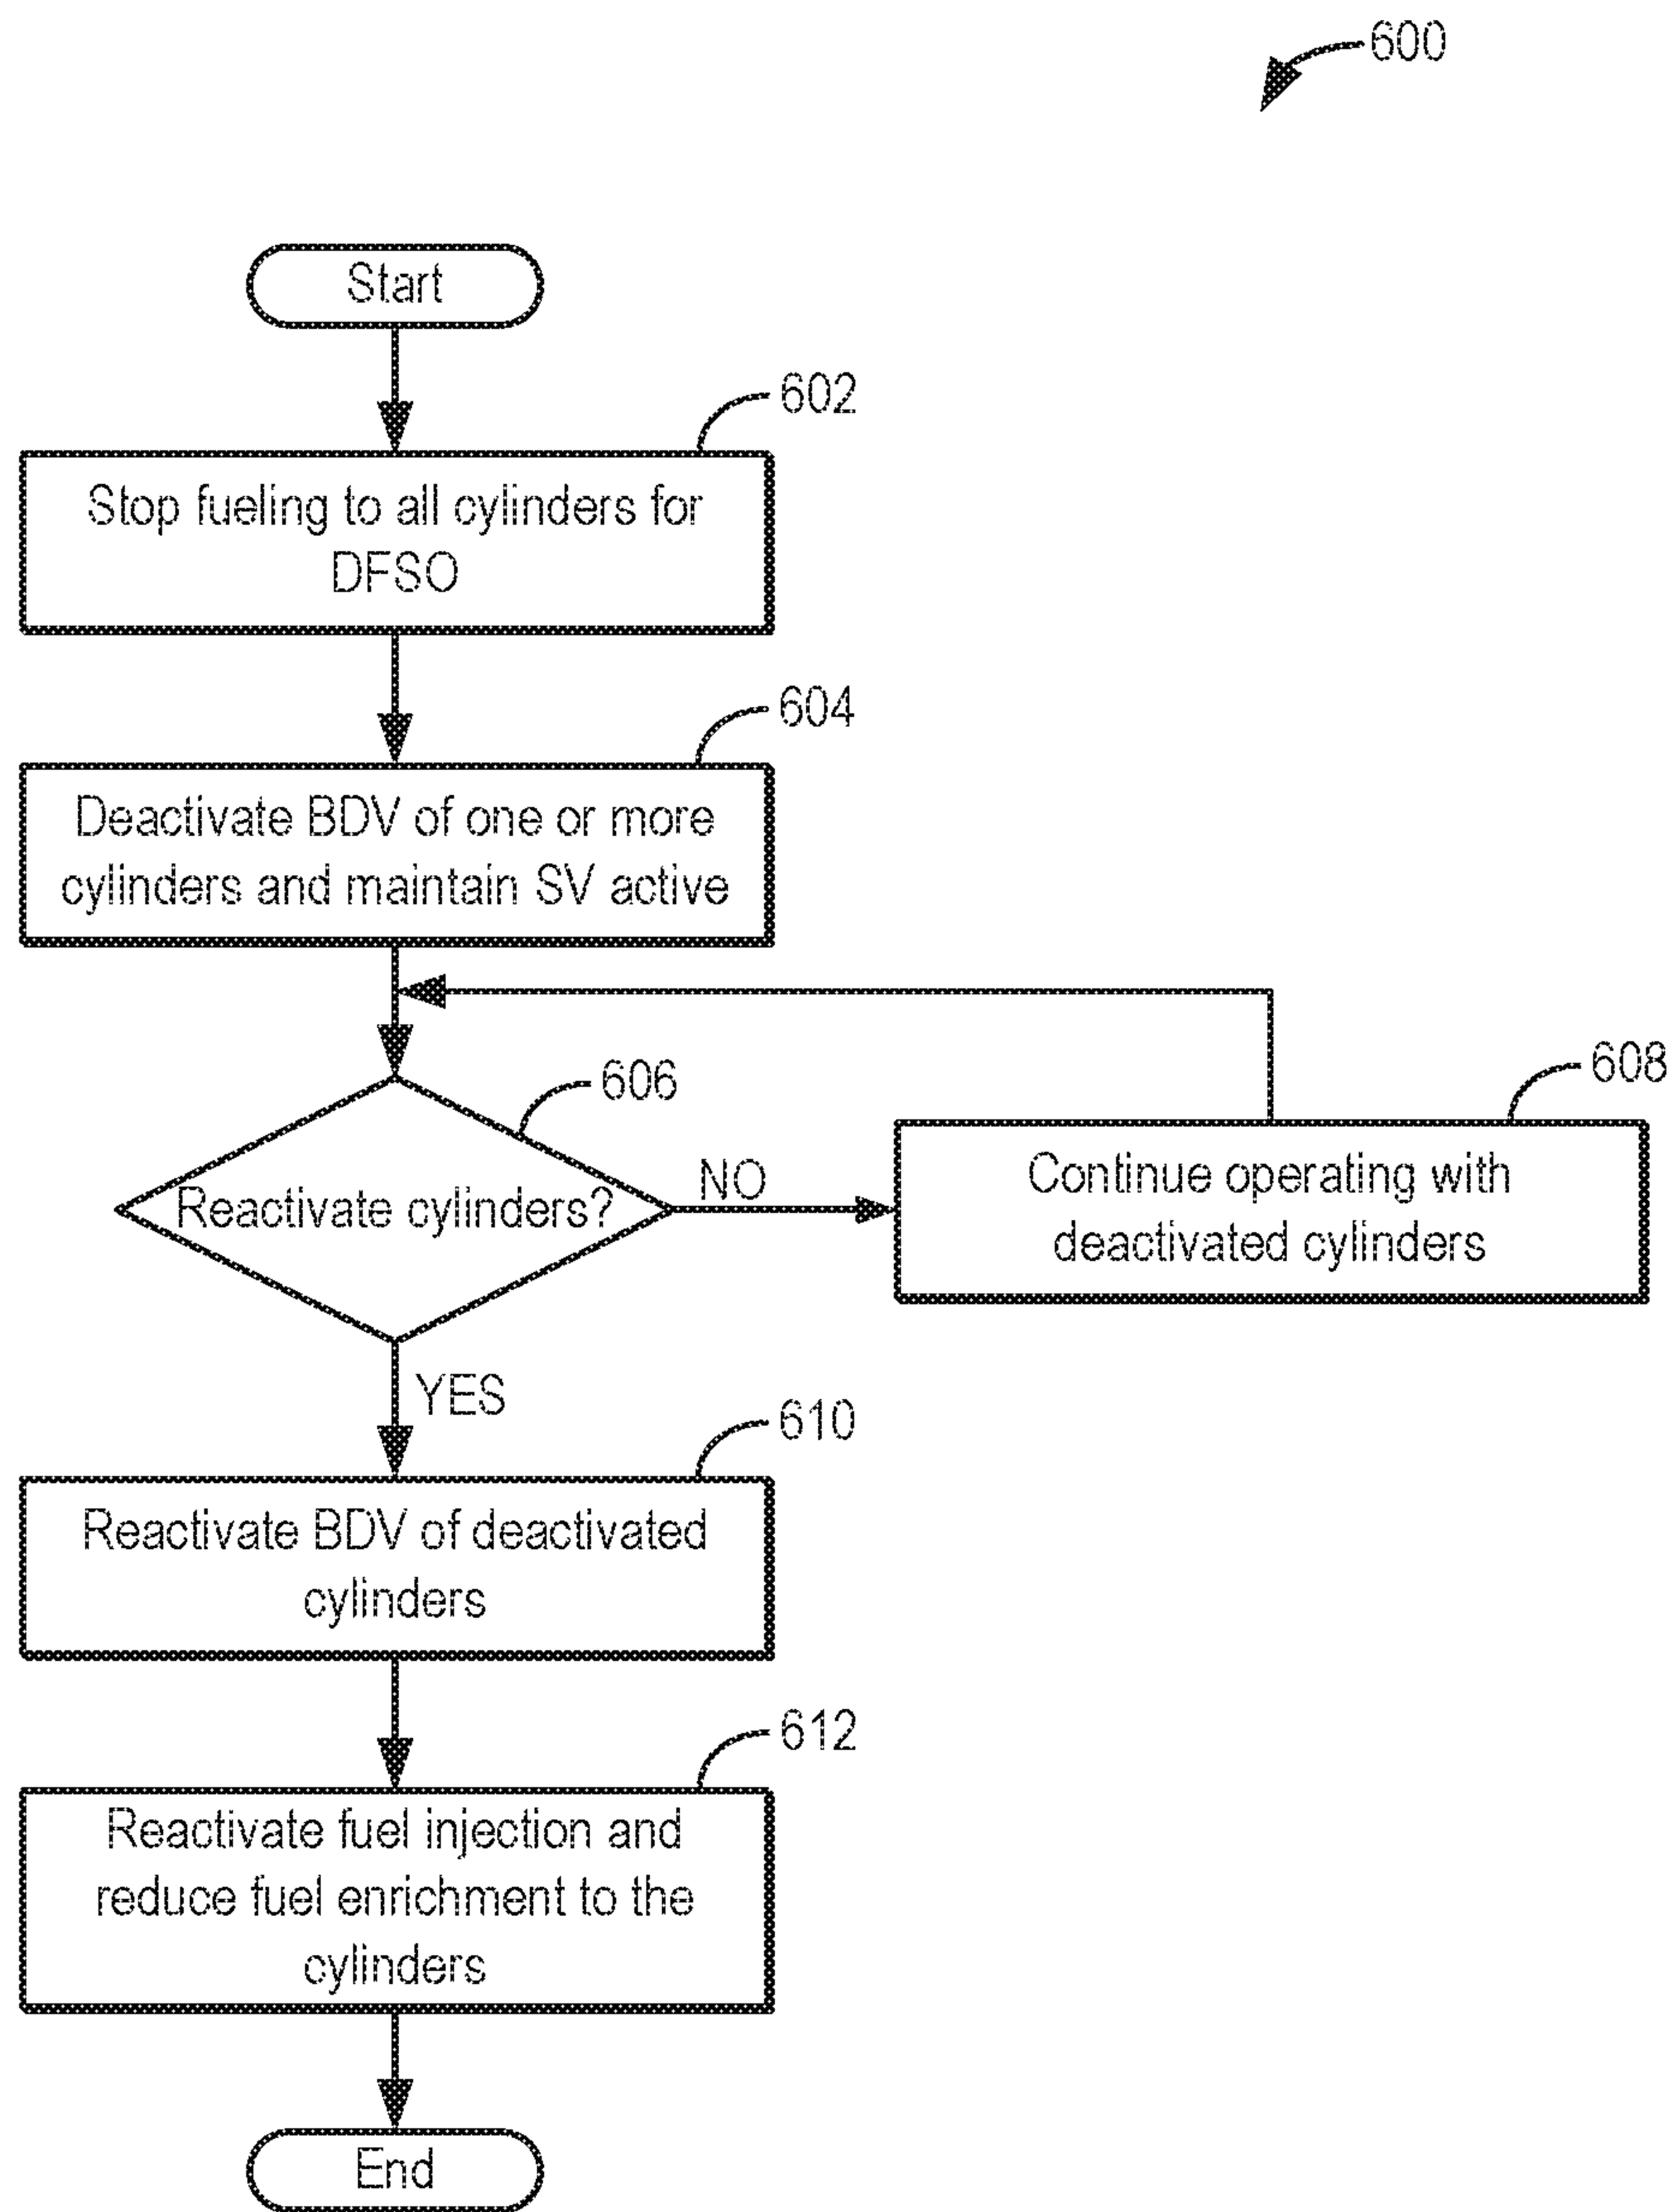 600
Start
602
Stop fueling to all cylinders for
DFSO
604
Deactivate BDV of one or more
cylinders and maintain SV active
606
Reactivate cylinders?
NO
608
Continue operating with
deactivated cylinders
YES
610
Reactivate BDV of deactivated
cylinders
612
Reactivate fuel injection and
reduce fuel enrichment to the
cylinders
End